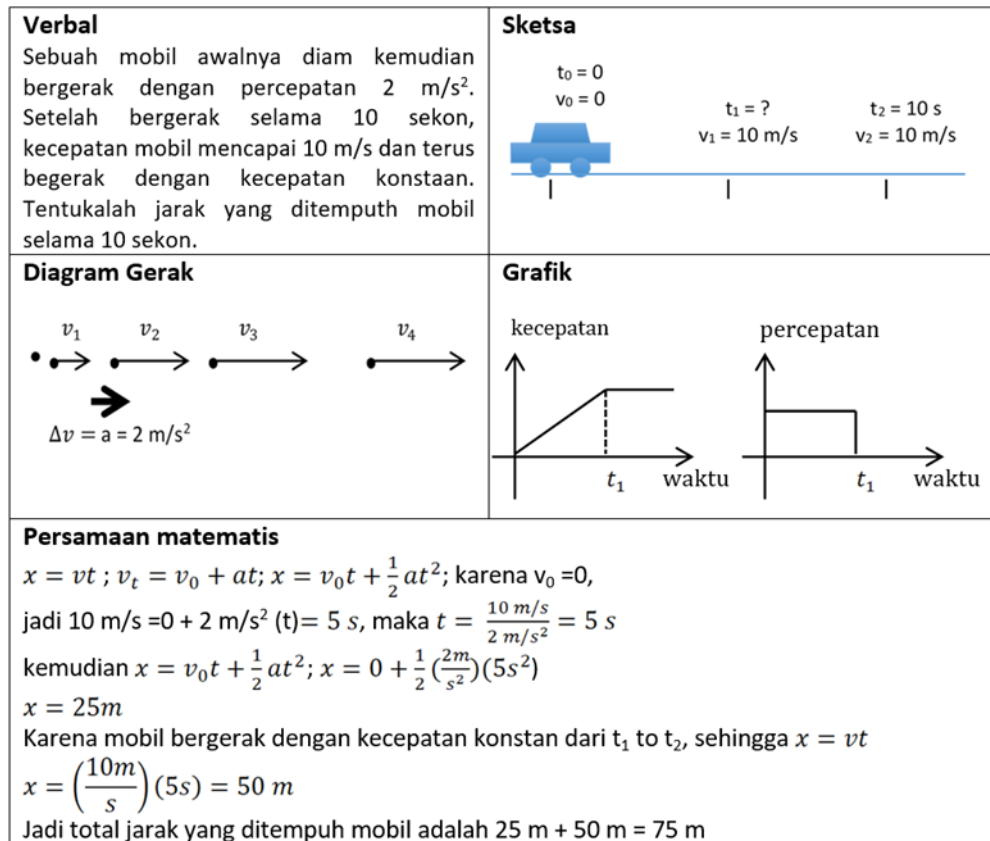 Verbal
Sebuah mobil awalnya diam kemudian
bergerak dengan percepatan 2 m/s².
Setelah bergerak selama 10 sekon,
kecepatan mobil mencapai 10 m/s dan terus
begerak dengan kecepatan konstaan.
Tentukalah jarak yang ditemputh mobil
selama 10 sekon.
Sketsa
t₀ = 0
v₀ = 0
t₁ = ?
v₁ = 10 m/s
t₂ = 10 s
v₂ = 10 m/s
Diagram Gerak
v₁ v₂ v₃ v₄
Δv = a = 2 m/s²
Grafik
kecepatan
t₁ waktu
percepatan
t₁ waktu
Persamaan matematis
x = vt ; vₜ = v₀ + at; x = v₀t + ½at²; karena v₀ =0,
jadi 10 m/s =0 + 2 m/s² (t)= 5 s, maka t = (10 m/s)/(2 m/s²) = 5 s
kemudian x = v₀t + ½at²; x = 0 + ½(2m/s²)(5s²)
x = 25m
Karena mobil bergerak dengan kecepatan konstan dari t₁ to t₂, sehingga x = vt
x = (10m/s)(5s) = 50 m
Jadi total jarak yang ditempuh mobil adalah 25 m + 50 m = 75 m